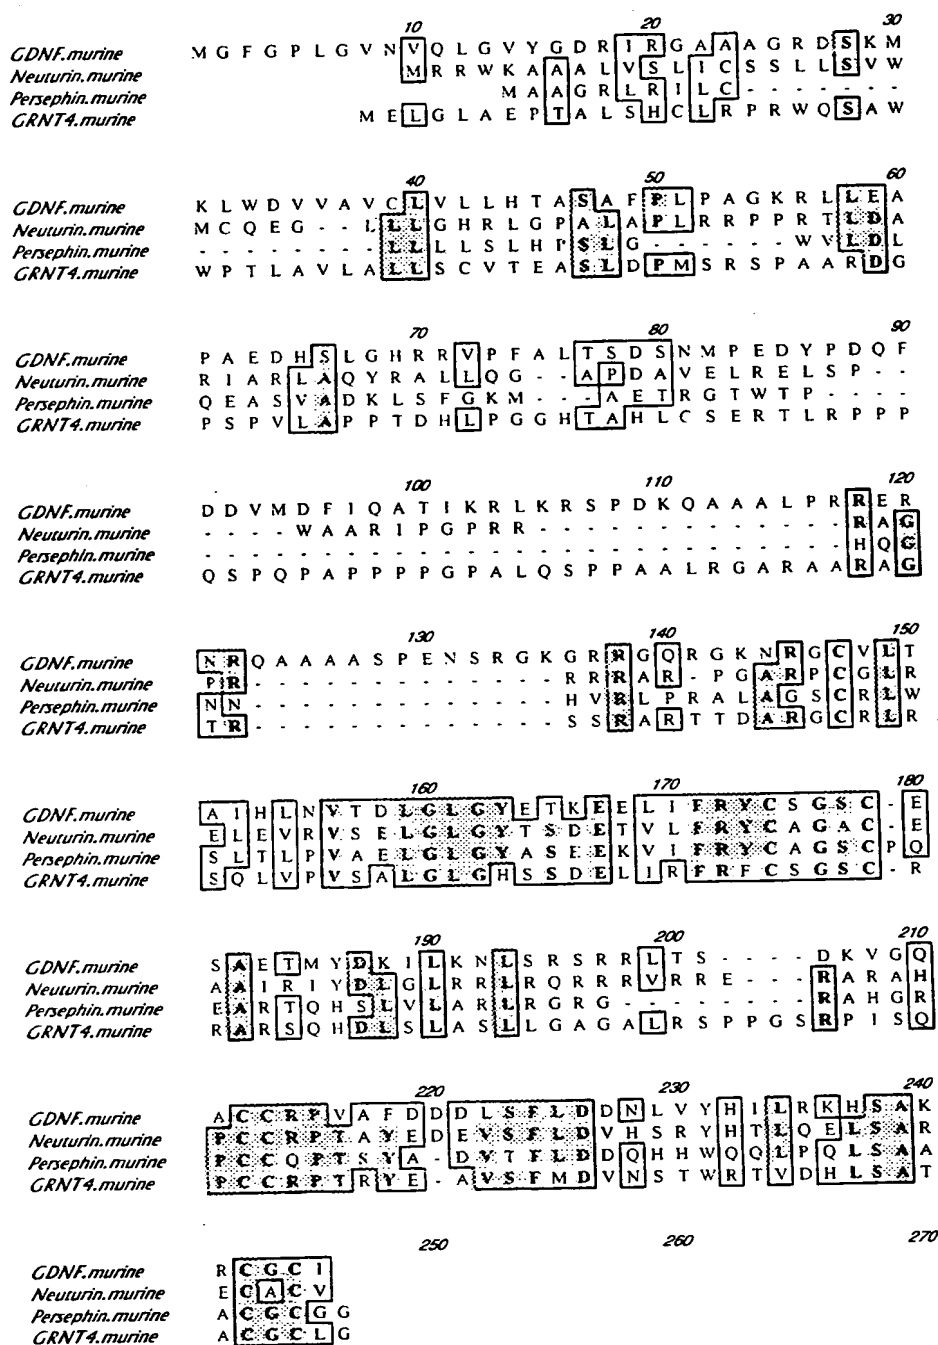 10 20 30
GDNF.murine M G F G P L G V N V Q L G V Y G D R I R G A A A G R D S K M
Neuturin.murine M R R W K A A A L V S L I C S S L L S V W
Persephin.murine M A A G R L R I L C - - - - - - -
GRNT4.murine M E L G L A E P T A L S H C L R P R W Q S A W
40 50 60
GDNF.murine K L W D V V A V C L V L L H T A S A F P L P A G K R L L E A
Neuturin.murine M C Q E G - - L L L G H R L G P A L A P L R R P P R T L D A
Persephin.murine L L L L S L H P S L G - - - - - - W V L D L
GRNT4.murine W P T L A V L A L L S C V T E A S L D P M S R S P A A R D G
70 80 90
GDNF.murine P A E D H S L G H R R V P F A L T S D S N M P E D Y P D Q F
Neuturin.murine R I A R L A Q Y R A L L Q G - - A P D A V E L R E L S P - -
Persephin.murine Q E A S V A D K L S F G K M - - - A E T R G T W T P - - - -
GRNT4.murine P S P V L A P P T D H L P G G H T A H L C S E R T L R P P P
100 110 120
GDNF.murine D D V M D F I Q A T I K R L K R S P D K Q A A A L P R R E R
Neuturin.murine - - - - W A A R I P G P R R - - - - - - - - - - - - - R A G
Persephin.murine - - - - - - - - - - - - - - - - - - - - - - - - - - - H Q G
GRNT4.murine Q S P Q P A P P P P G P A L Q S P P A A L R G A R A A R A G
130 140 150
GDNF.murine N R Q A A A A S P E N S R G K G R R G Q R G K N R G C V L T
Neuturin.murine P R - - - - - - - - - - - - R R R A R - P G A R P C G L R
Persephin.murine N N - - - - - - - - - - - - H V R L P R A L A G S C R L W
GRNT4.murine T R - - - - - - - - - - - - S S R A R T T D A R G C R L R
160 170 180
GDNF.murine A I H L N V T D L G L G Y E T K E E L I F R Y C S G S C - E
Neuturin.murine E L E V R V S E L G L G Y T S D E T V L F R Y C A G A C - E
Persephin.murine S L T L P V A E L G L G Y A S E E K V I F R Y C A G S C P Q
GRNT4.murine S Q L V P V S A L G L G H S S D E L I R F R F C S G S C - R
190 200 210
GDNF.murine S A E T M Y D K I L K N L S R S R R L T S - - - - D K V G Q
Neuturin.murine A A I R I Y D L G L R R L R Q R R R V R R E - - - R A R A H
Persephin.murine E A R T Q H S L V L A R L R G R G - - - - - - - - R A H G R
GRNT4.murine R A R S Q H D L S L A S L L G A G A L R S P P G S R P I S Q
220 230 240
GDNF.murine A C C R P V A F D D D L S F L D D N L V Y H I L R K H S A K
Neuturin.murine P C C R P T A Y E D E V S F L D V H S R Y H T L Q E L S A R
Persephin.murine P C C Q P T S Y A - D V T F L D D Q H H W Q Q L P Q L S A A
GRNT4.murine P C C R P T R Y E - A V S F M D V N S T W R T V D H L S A T
250 260 270
GDNF.murine R C G C I
Neuturin.murine E C A C V
Persephin.murine A C G C G G
GRNT4.murine A C G C L G